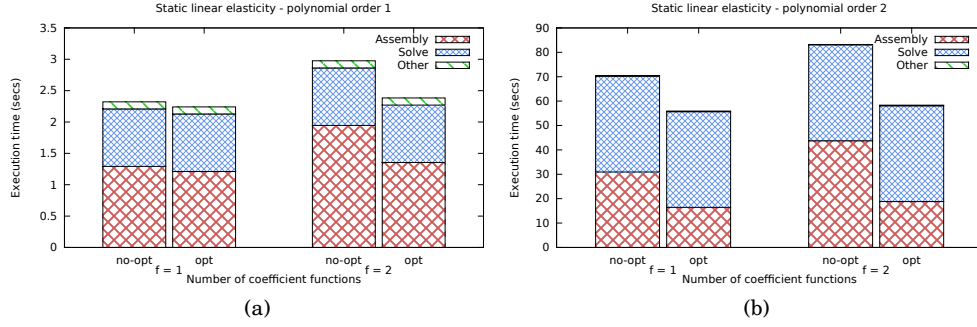 Static linear elasticity - polynomial order 1
Execution time (secs)
4
3.5
3
2.5
2
1.5
1
0.5
0
Assembly
Solve
Other
no-opt opt no-opt opt
f = 1 f = 2
Number of coefficient functions
(a)
Static linear elasticity - polynomial order 2
Execution time (secs)
90
80
70
60
50
40
30
20
10
0
Assembly
Solve
Other
no-opt opt no-opt opt
f = 1 f = 2
Number of coefficient functions
(b)